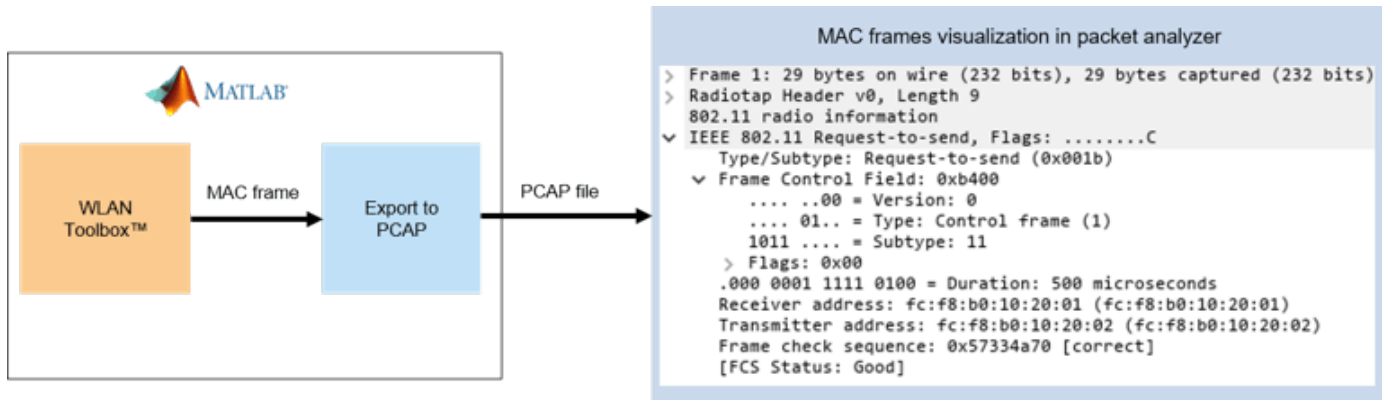 MATLAB®
WLAN
Toolbox™
MAC frame
Export to
PCAP
PCAP file
MAC frames visualization in packet analyzer
> Frame 1: 29 bytes on wire (232 bits), 29 bytes captured (232 bits)
> Radiotap Header v0, Length 9
802.11 radio information
IEEE 802.11 Request-to-send, Flags: ........C
Type/Subtype: Request-to-send (0x001b)
Frame Control Field: 0xb400
.... ..00 = Version: 0
.... 01.. = Type: Control frame (1)
1011 .... = Subtype: 11
> Flags: 0x00
.000 0001 1111 0100 = Duration: 500 microseconds
Receiver address: fc:f8:b0:10:20:01 (fc:f8:b0:10:20:01)
Transmitter address: fc:f8:b0:10:20:02 (fc:f8:b0:10:20:02)
Frame check sequence: 0x57334a70 [correct]
[FCS Status: Good]